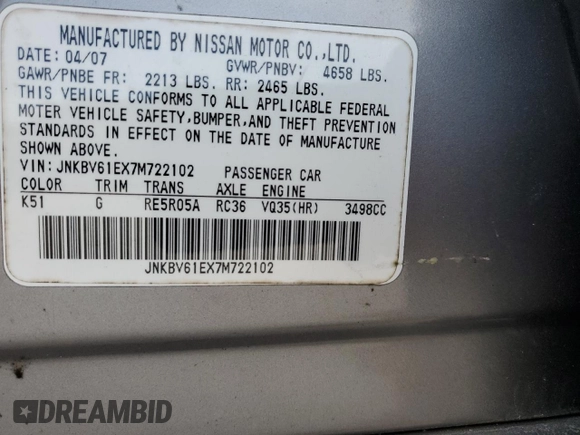 MANUFACTURED BY NISSAN MOTOR CO.,LTD.
DATE: 04/07 GVWR/PNBV: 4658 LBS.
GAWR/PNBE FR: 2213 LBS. RR: 2465 LBS.
THIS VEHICLE CONFORMS TO ALL APPLICABLE FEDERAL
MOTER VEHICLE SAFETY,BUMPER,AND THEFT PREVENTION
STANDARDS IN EFFECT ON THE DATE OF MANUFACTURE
SHOWN ABOVE.
VIN:JNKBV61EX7M722102 PASSENGER CAR
COLOR TRIM TRANS AXLE ENGINE
K51 G RE5R05A RC36 VQ35(HR) 3498CC
JNKBV61EX7M722102
DREAMBID